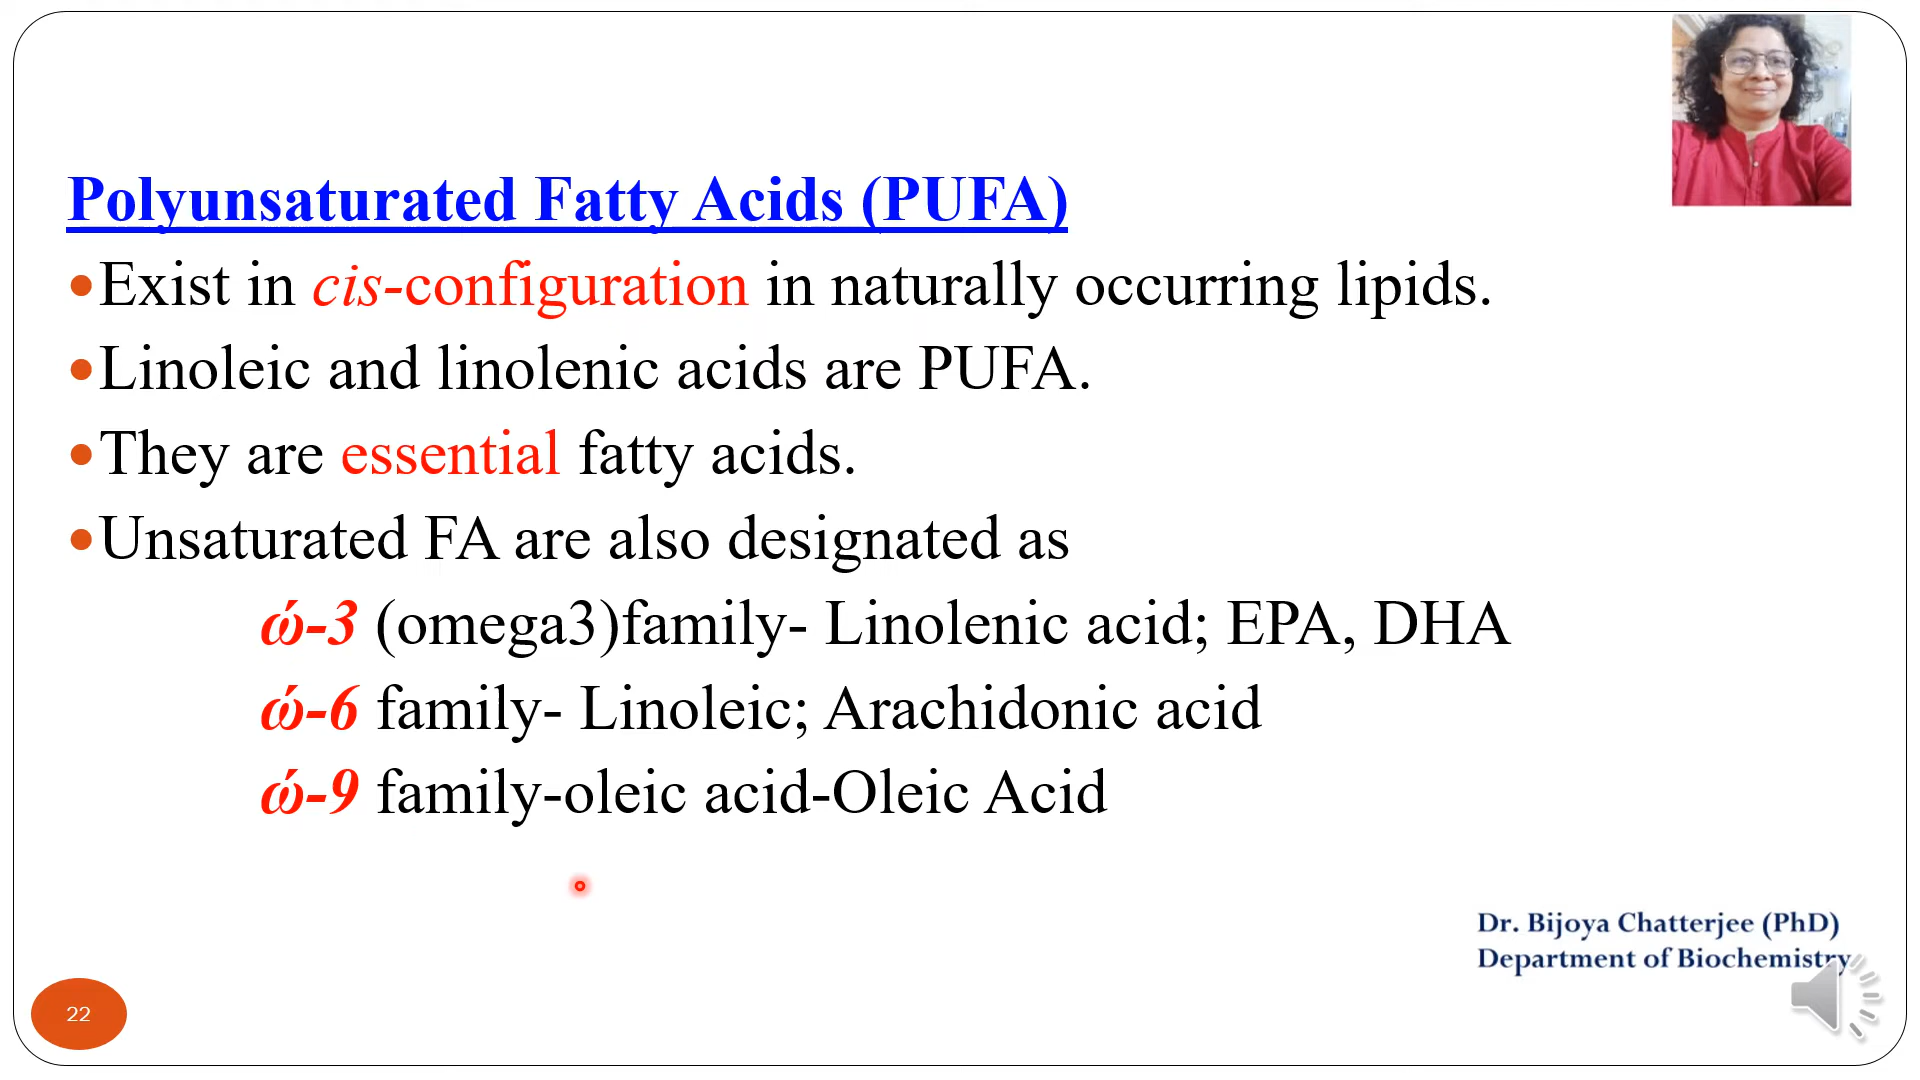 Polyunsaturated Fatty Acids (PUFA)
•Exist in cis-configuration in naturally occurring lipids.
•Linoleic and linolenic acids are PUFA.
•They are essential fatty acids.
•Unsaturated FA are also designated as
ώ-3 (omega3)family- Linolenic acid; EPA, DHA
ώ-6 family- Linoleic; Arachidonic acid
ώ-9 family-oleic acid-Oleic Acid
Dr. Bijoya Chatterjee (PhD)
Department of Biochemistry
22